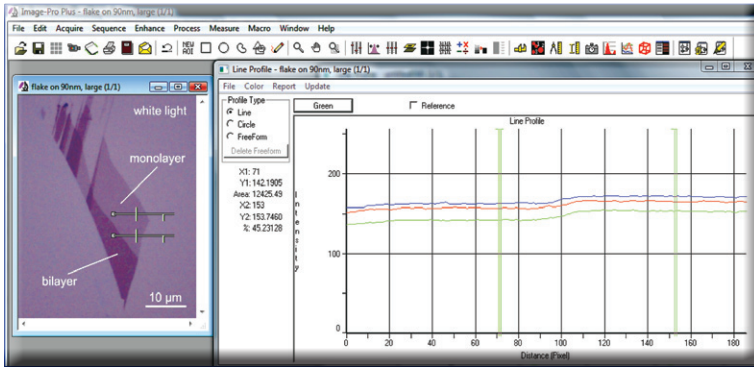 Image-Pro Plus - flake on 90nm, large (1/1)
File Edit Acquire Sequence Enhance Process Measure Macro Window Help
NEW
AOI
flake on 90nm, large (1/1)
white light
monolayer
bilayer
10 µm
Line Profile - flake on 90nm, large (1/1)
File Color Report Update
Profile Type
Line
Circle
FreeForm
Delete Freeform
Green
Reference
X1: 71
Y1: 142.1905
Area: 12425.49
X2: 153
Y2: 153.7460
%: 45.23128
Line Profile
Intensity
200
100
0
0 20 40 60 80 100 120 140 160 180
Distance (Pixel)